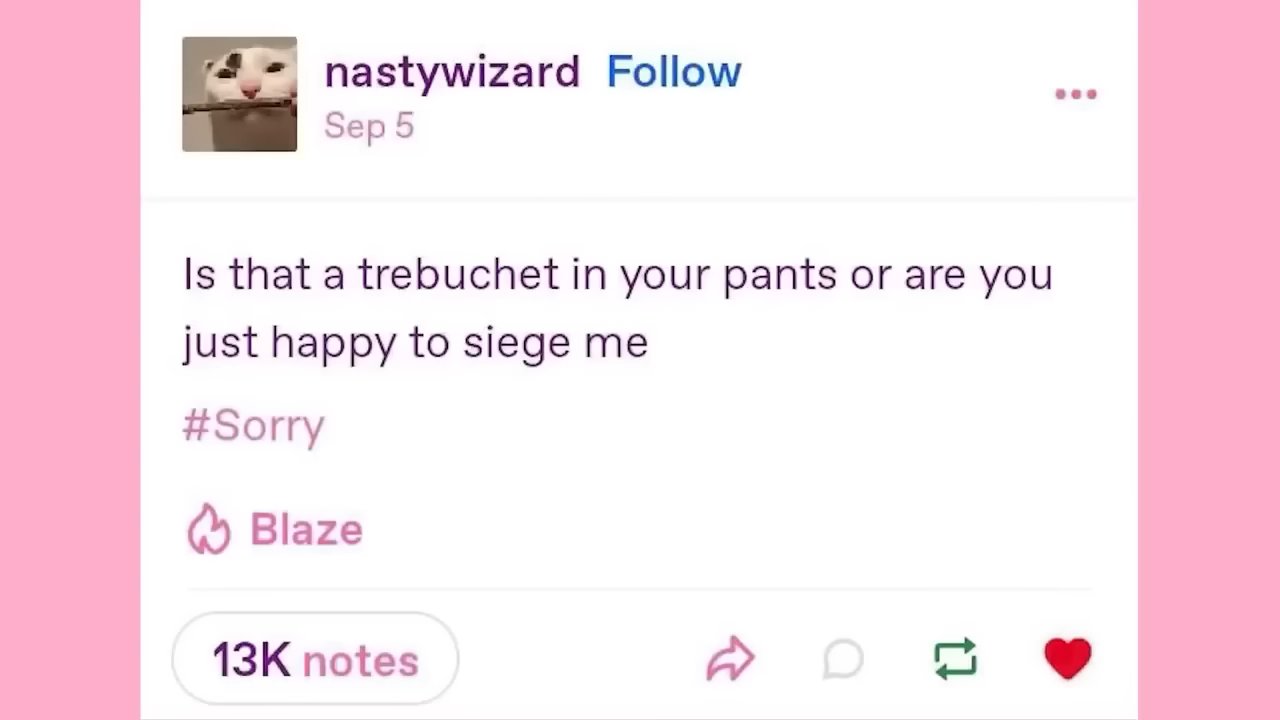 nastywizard Follow
Sep 5
Is that a trebuchet in your pants or are you
just happy to siege me
#Sorry
Blaze
13K notes